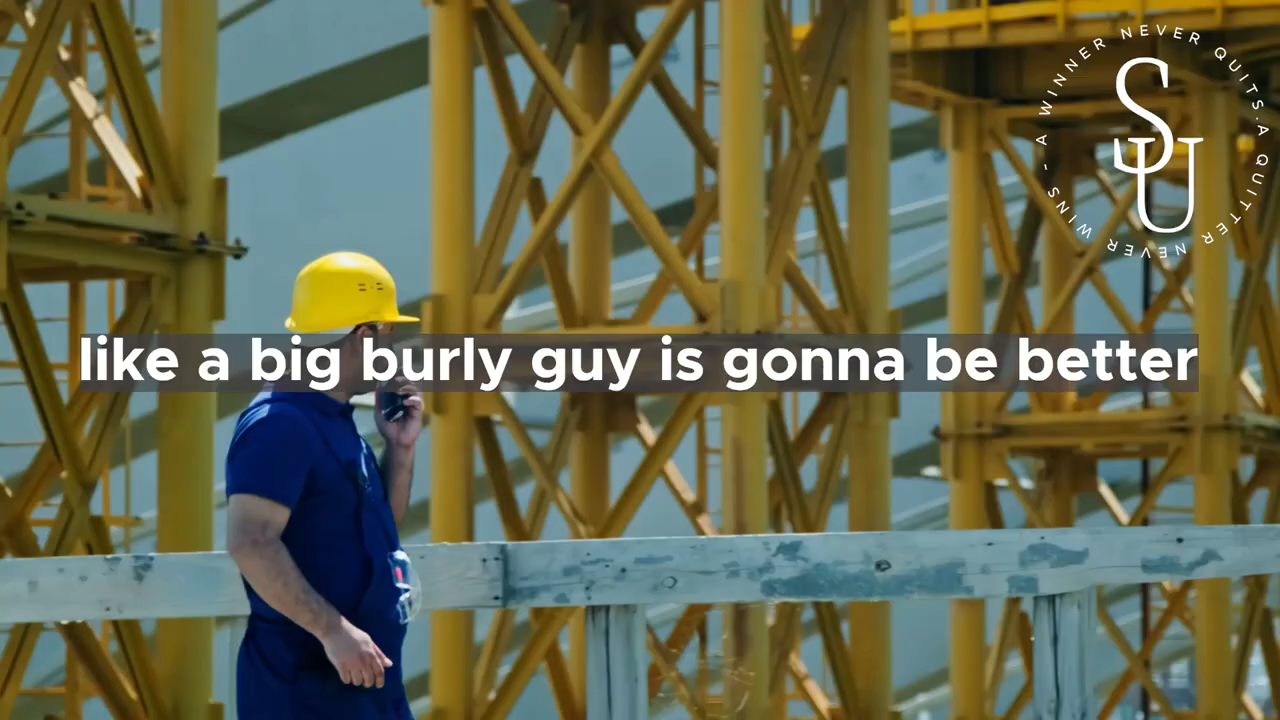 A WINNER NEVER QUITS. A QUITTER NEVER WINS -
SU
like a big burly guy is gonna be better